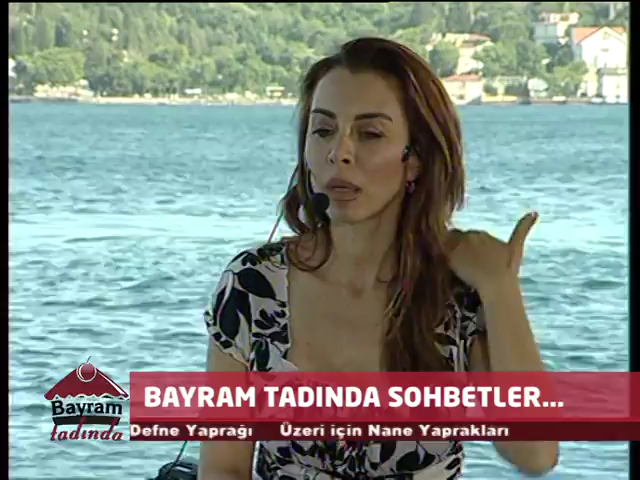 BAYRAM TADINDA SOHBETLER...
Bayram
tadında
Defne Yaprağı Üzeri için Nane Yaprakları